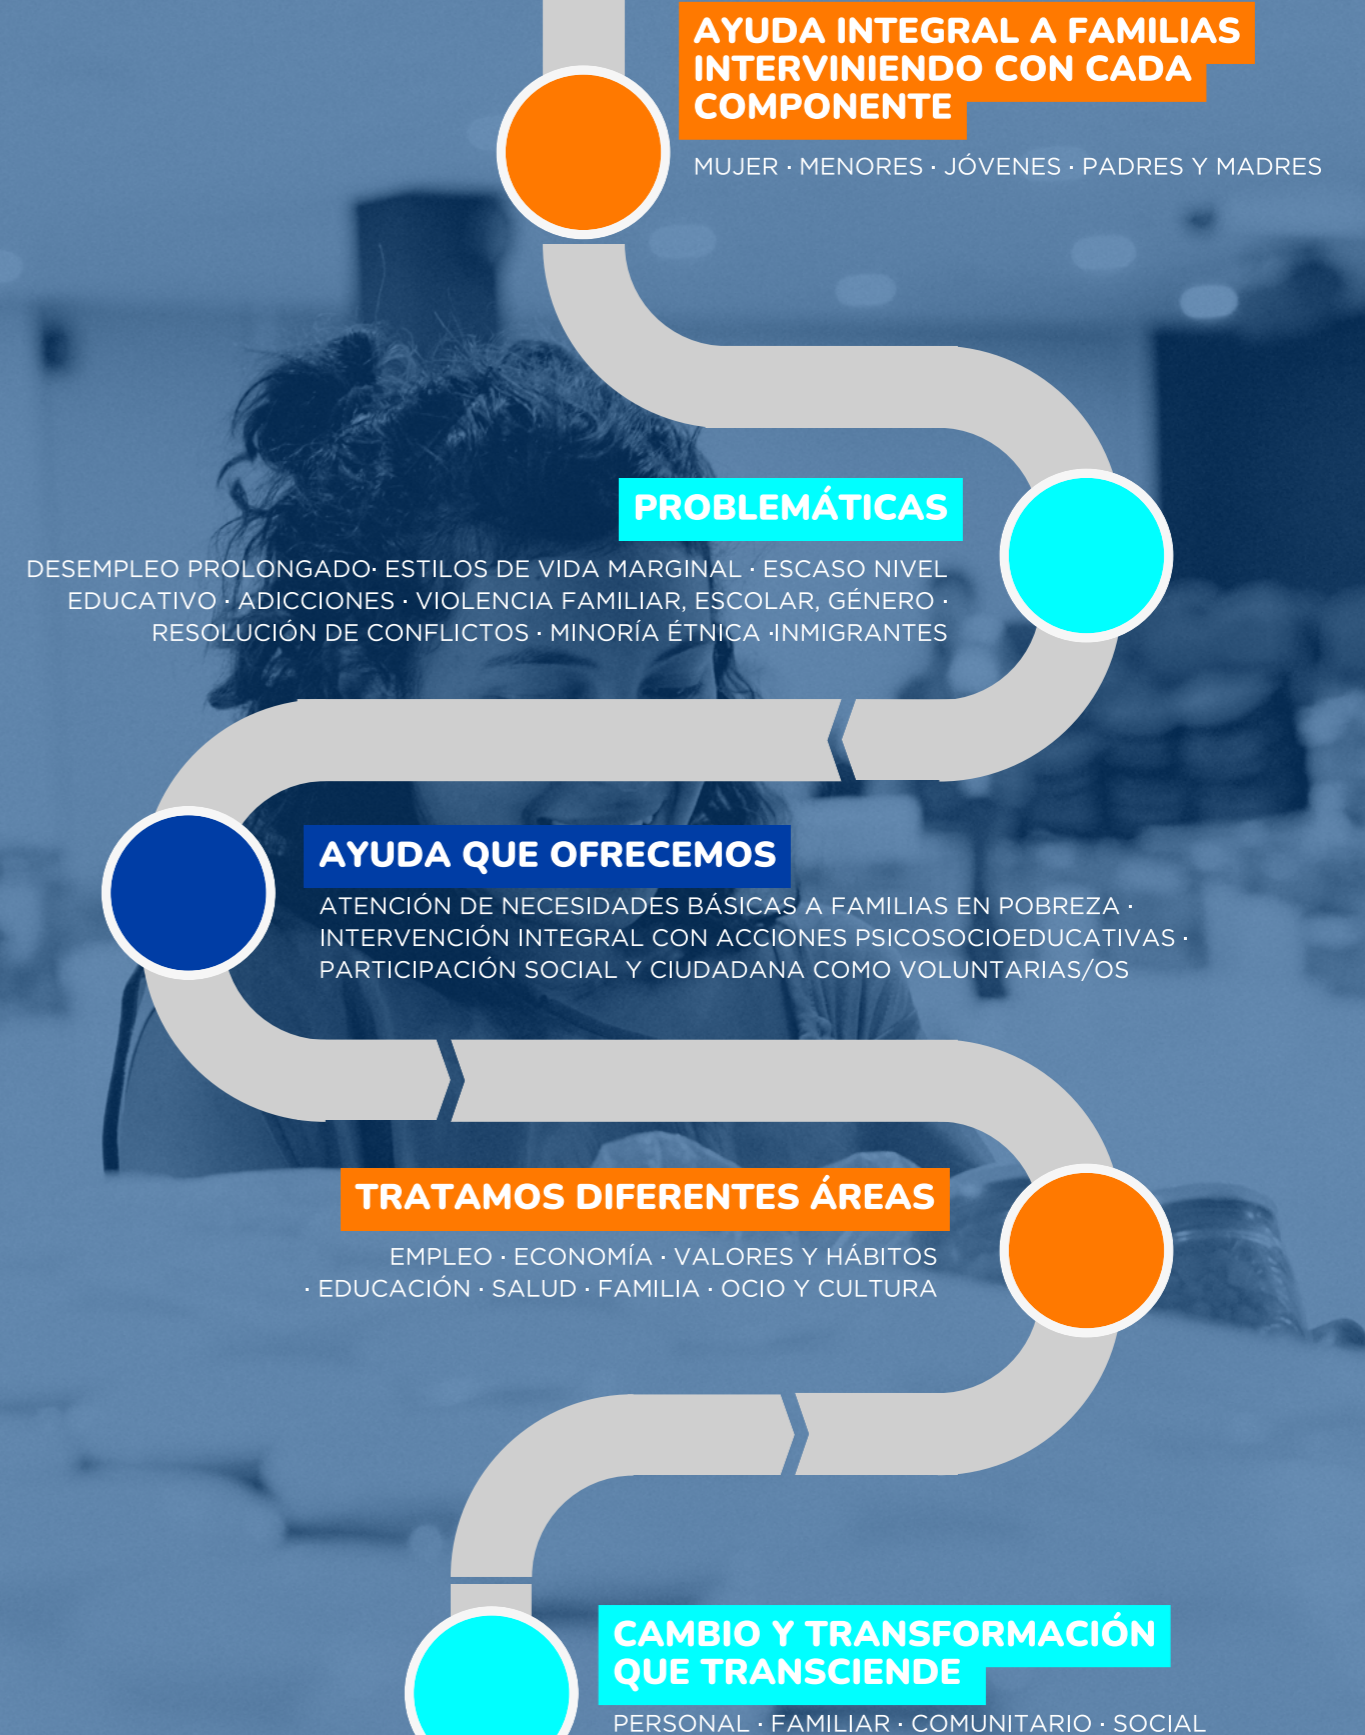 AYUDA INTEGRAL A FAMILIAS
INTERVINIENDO CON CADA
COMPONENTE
MUJER · MENORES · JÓVENES · PADRES Y MADRES
PROBLEMÁTICAS
DESEMPLEO PROLONGADO· ESTILOS DE VIDA MARGINAL · ESCASO NIVEL
EDUCATIVO · ADICCIONES · VIOLENCIA FAMILIAR, ESCOLAR, GÉNERO ·
RESOLUCIÓN DE CONFLICTOS · MINORÍA ÉTNICA ·INMIGRANTES
AYUDA QUE OFRECEMOS
ATENCIÓN DE NECESIDADES BÁSICAS A FAMILIAS EN POBREZA ·
INTERVENCIÓN INTEGRAL CON ACCIONES PSICOSOCIOEDUCATIVAS ·
PARTICIPACIÓN SOCIAL Y CIUDADANA COMO VOLUNTARIAS/OS
TRATAMOS DIFERENTES ÁREAS
EMPLEO · ECONOMÍA · VALORES Y HÁBITOS
· EDUCACIÓN · SALUD · FAMILIA · OCIO Y CULTURA
CAMBIO Y TRANSFORMACIÓN
QUE TRANSCIENDE
PERSONAL · FAMILIAR · COMUNITARIO · SOCIAL